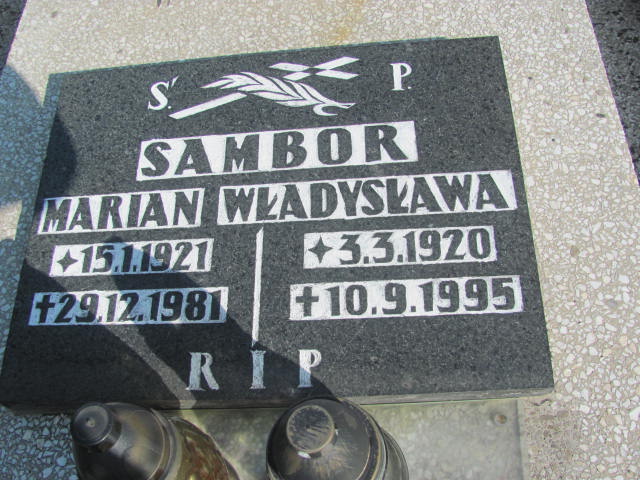 Ś. P.
SAMBOR
MARIAN WŁADYSŁAWA
15.1.1921 3.3.1920
29.12.1981 10.9.1995
R I P